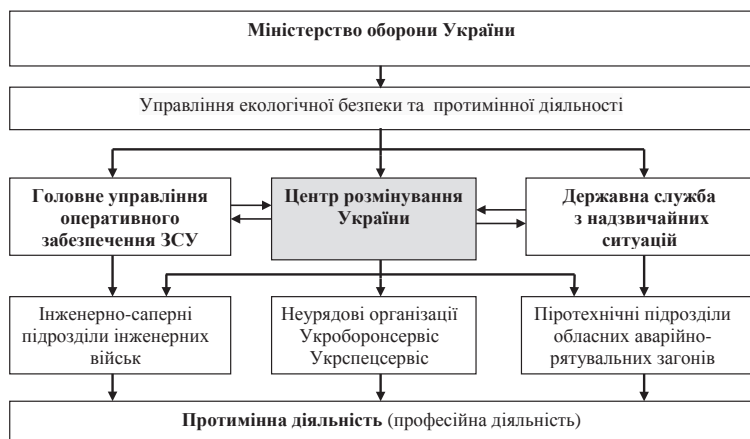 Міністерство оборони України
Управління екологічної безпеки та протимінної діяльності
Головне управління
оперативного
забезпечення ЗСУ
Центр розмінування
України
Державна служба
з надзвичайних
ситуацій
Інженерно-саперні
підрозділи інженерних
військ
Неурядові організації
Укроборонсервіс
Укрспецсервіс
Піротехнічні підрозділи
обласних аварійно-
рятувальних загонів
Протимінна діяльність (професійна діяльність)